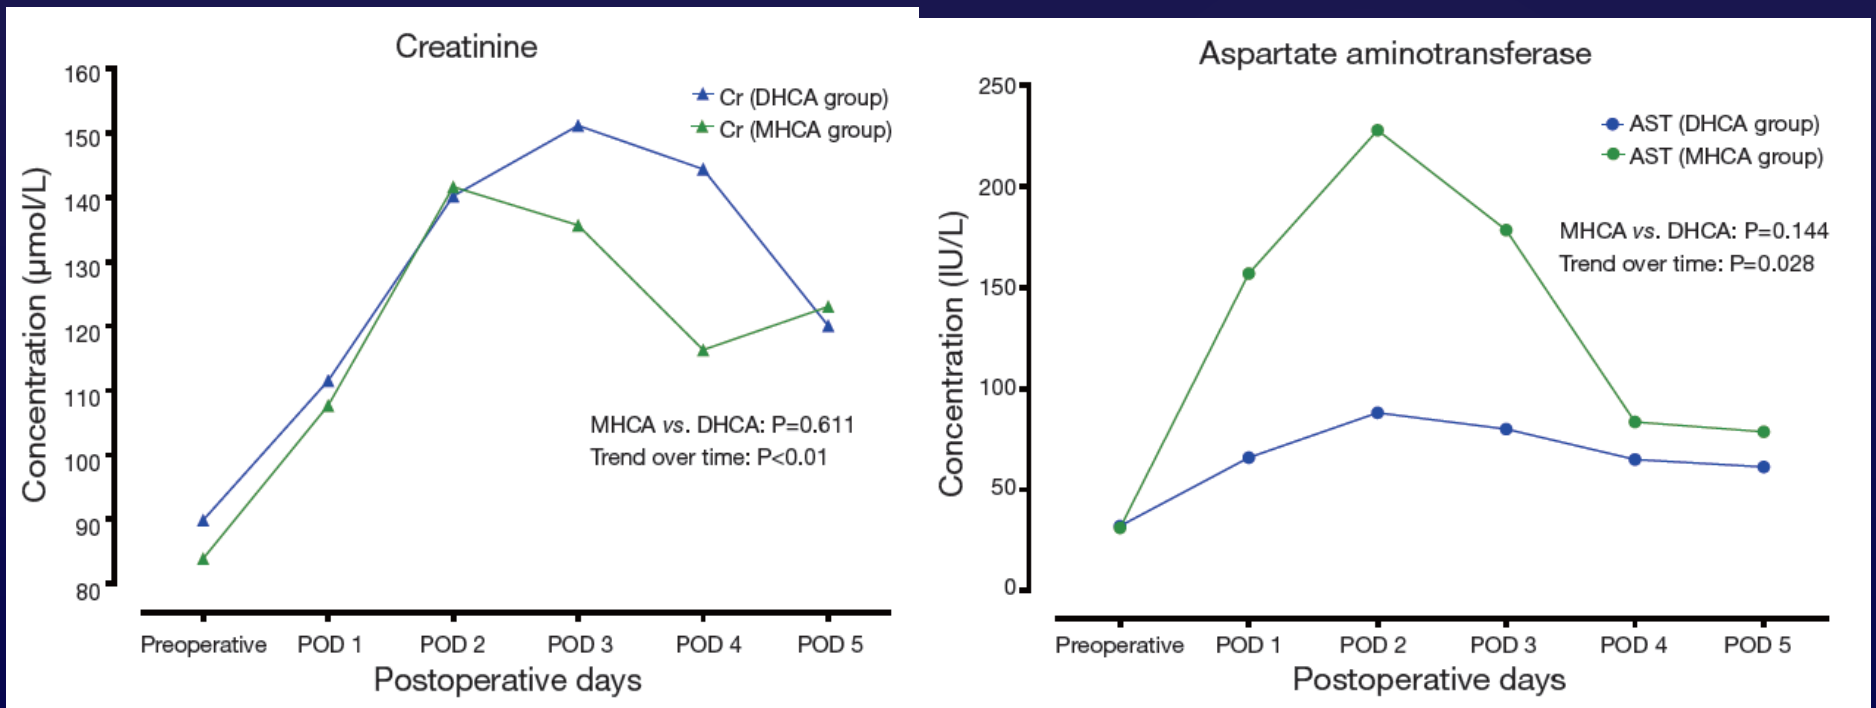 Creatinine
160
150
140
130
120
110
100
90
80
Concentration (µmol/L)
Cr (DHCA group)
Cr (MHCA group)
MHCA vs. DHCA: P=0.611
Trend over time: P<0.01
Preoperative POD 1 POD 2 POD 3 POD 4 POD 5
Postoperative days
Aspartate aminotransferase
250
200
150
100
50
0
Concentration (IU/L)
AST (DHCA group)
AST (MHCA group)
MHCA vs. DHCA: P=0.144
Trend over time: P=0.028
Preoperative POD 1 POD 2 POD 3 POD 4 POD 5
Postoperative days